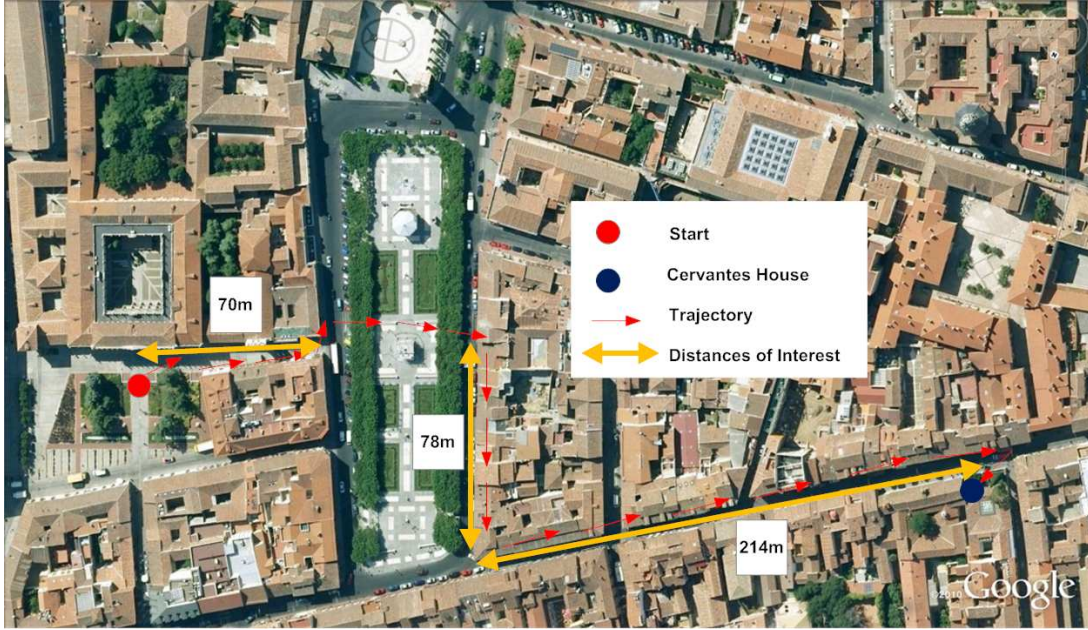 Start
Cervantes House
Trajectory
Distances of Interest
70m
78m
214m
©2010 Google